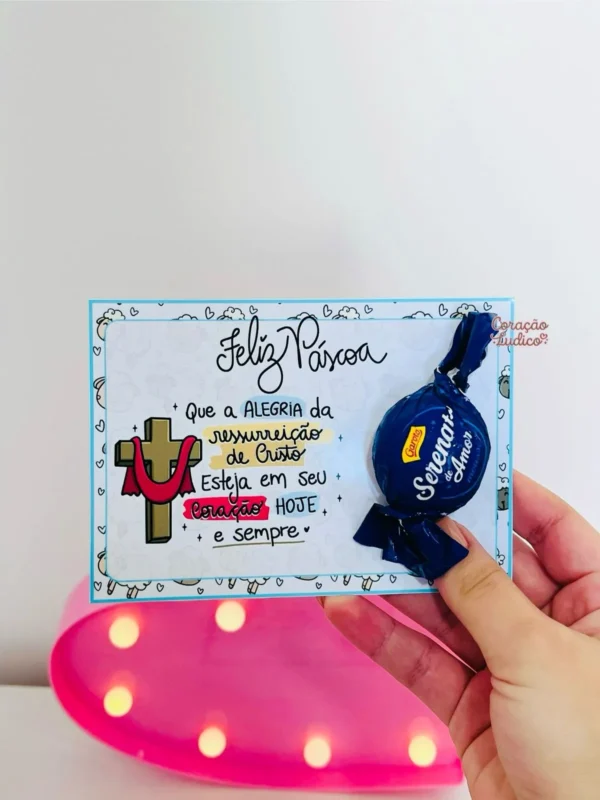 Feliz Páscoa
Que a ALEGRIA da
ressurreição
de Cristo
Esteja em seu
Coração HOJE
e sempre
Garoto
Serenata
de Amor
Coração
Lúdico